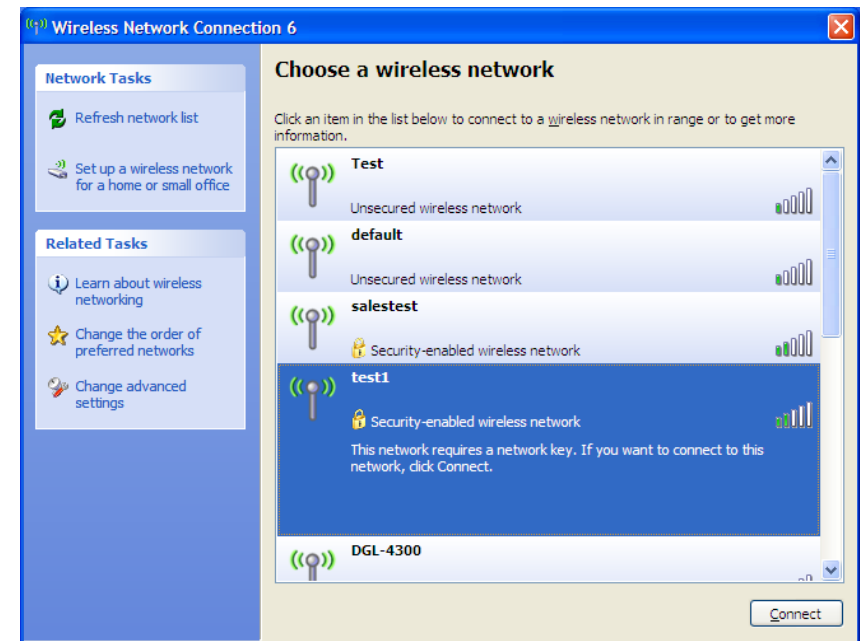 Wireless Network Connection 6
Network Tasks
Refresh network list
Set up a wireless network
for a home or small office
Related Tasks
Learn about wireless
networking
Change the order of
preferred networks
Change advanced
settings
Choose a wireless network
Click an item in the list below to connect to a wireless network in range or to get more
information.
Test
Unsecured wireless network
default
Unsecured wireless network
salestest
Security-enabled wireless network
test1
Security-enabled wireless network
This network requires a network key. If you want to connect to this
network, click Connect.
DGL-4300
Connect